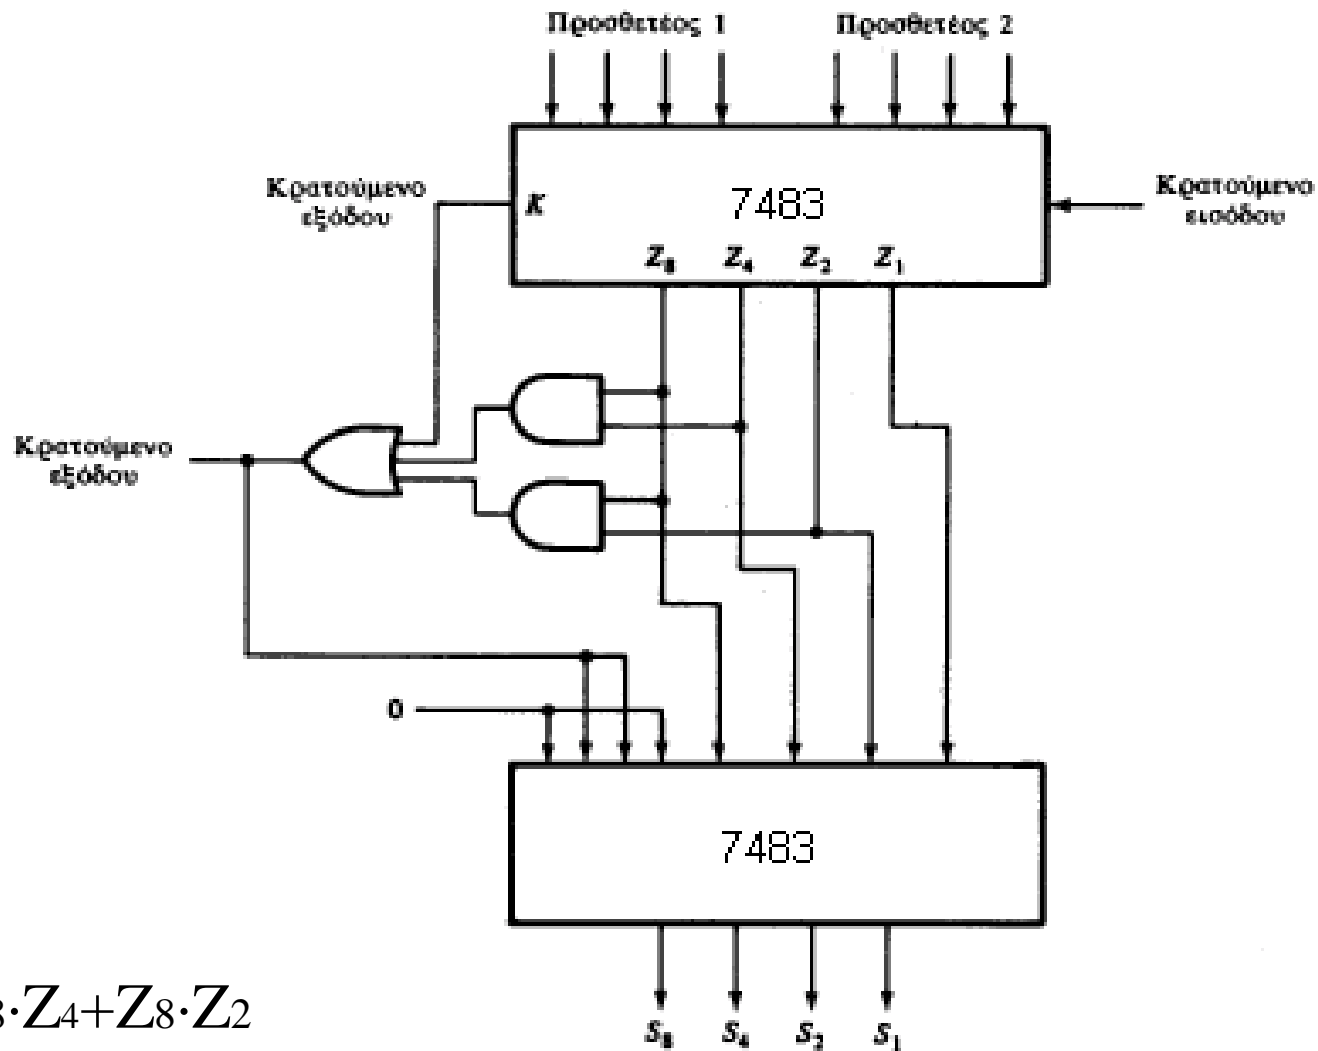 Προσθετέος 1
Προσθετέος 2
Κρατούμενο
εξόδου
K
7483
Κρατούμενο
εισόδου
Z₈ Z₄ Z₂ Z₁
Κρατούμενο
εξόδου
0
7483
S₈ S₄ S₂ S₁
8·Z4+Z8·Z2